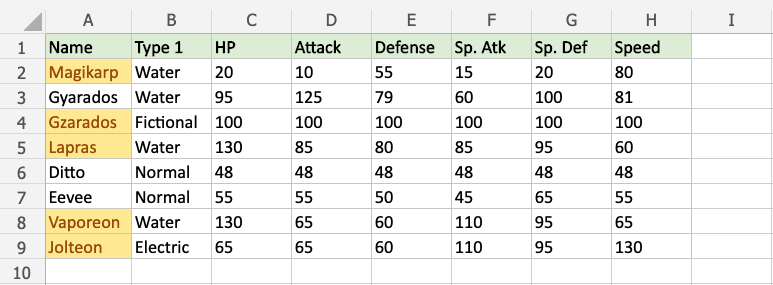 A B C D E F G H I
1 Name Type 1 HP Attack Defense Sp. Atk Sp. Def Speed
2 Magikarp Water 20 10 55 15 20 80
3 Gyarados Water 95 125 79 60 100 81
4 Gzarados Fictional 100 100 100 100 100 100
5 Lapras Water 130 85 80 85 95 60
6 Ditto Normal 48 48 48 48 48 48
7 Eevee Normal 55 55 50 45 65 55
8 Vaporeon Water 130 65 60 110 95 65
9 Jolteon Electric 65 65 60 110 95 130
10